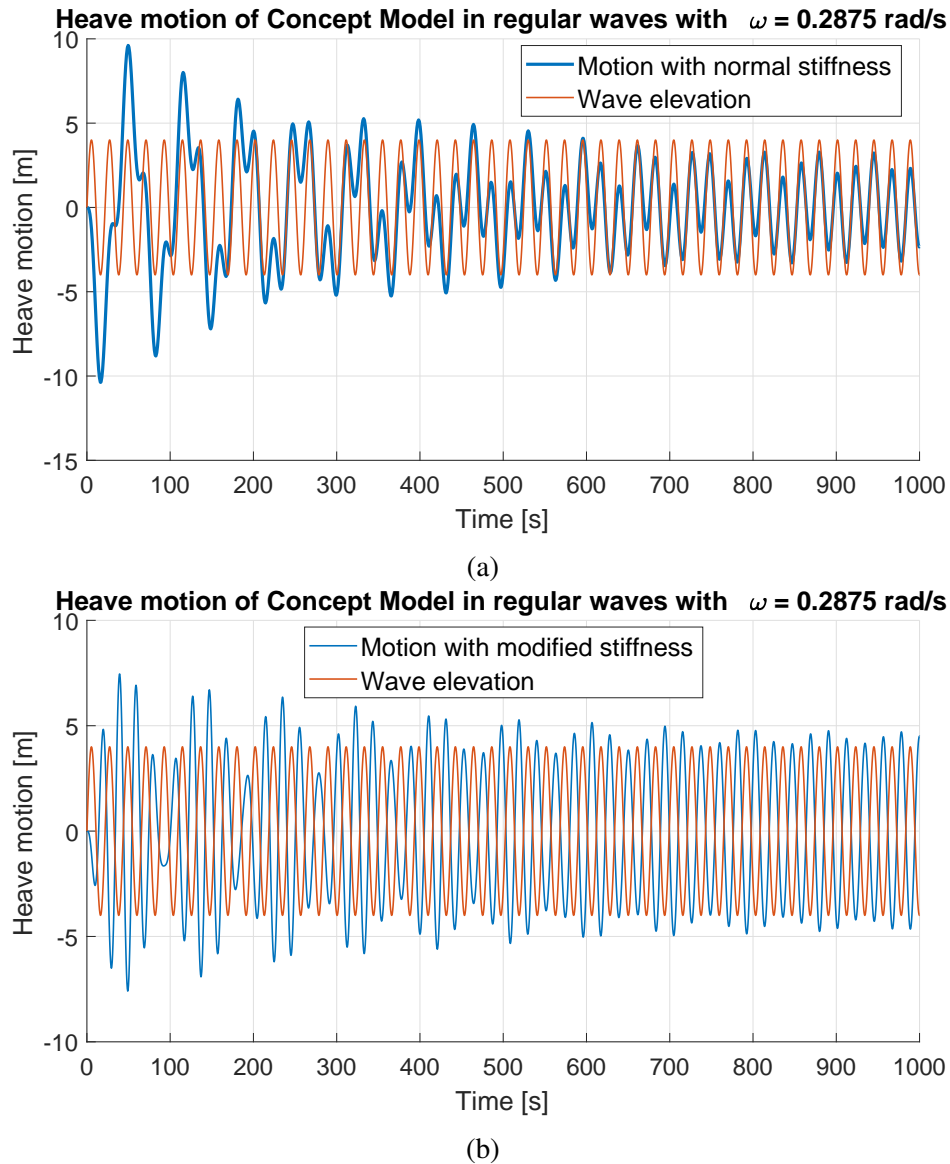 Heave motion of Concept Model in regular waves with ω = 0.2875 rad/s
10
5
0
-5
-10
-15
Heave motion [m]
Motion with normal stiffness
Wave elevation
0 100 200 300 400 500 600 700 800 900 1000
Time [s]
(a)
Heave motion of Concept Model in regular waves with ω = 0.2875 rad/s
10
5
0
-5
-10
Heave motion [m]
Motion with modified stiffness
Wave elevation
0 100 200 300 400 500 600 700 800 900 1000
Time [s]
(b)